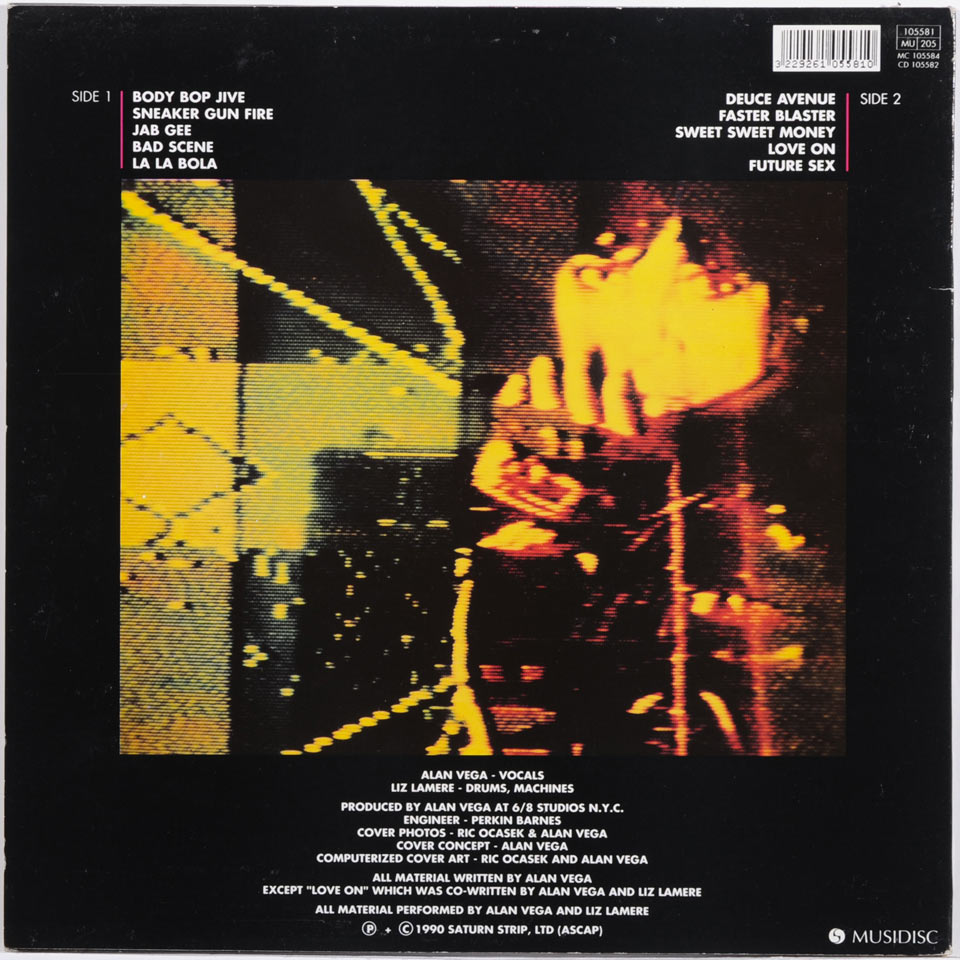 105581
MU 205
MC 105584
CD 105582
3 229261 055810
SIDE 1
BODY BOP JIVE
SNEAKER GUN FIRE
JAB GEE
BAD SCENE
LA LA BOLA
SIDE 2
DEUCE AVENUE
FASTER BLASTER
SWEET SWEET MONEY
LOVE ON
FUTURE SEX
ALAN VEGA - VOCALS
LIZ LAMERE - DRUMS, MACHINES
PRODUCED BY ALAN VEGA AT 6/8 STUDIOS N.Y.C.
ENGINEER - PERKIN BARNES
COVER PHOTOS - RIC OCASEK & ALAN VEGA
COVER CONCEPT - ALAN VEGA
COMPUTERIZED COVER ART - RIC OCASEK AND ALAN VEGA
ALL MATERIAL WRITTEN BY ALAN VEGA
EXCEPT "LOVE ON" WHICH WAS CO-WRITTEN BY ALAN VEGA AND LIZ LAMERE
ALL MATERIAL PERFORMED BY ALAN VEGA AND LIZ LAMERE
℗ + © 1990 SATURN STRIP, LTD (ASCAP)
MUSIDISC